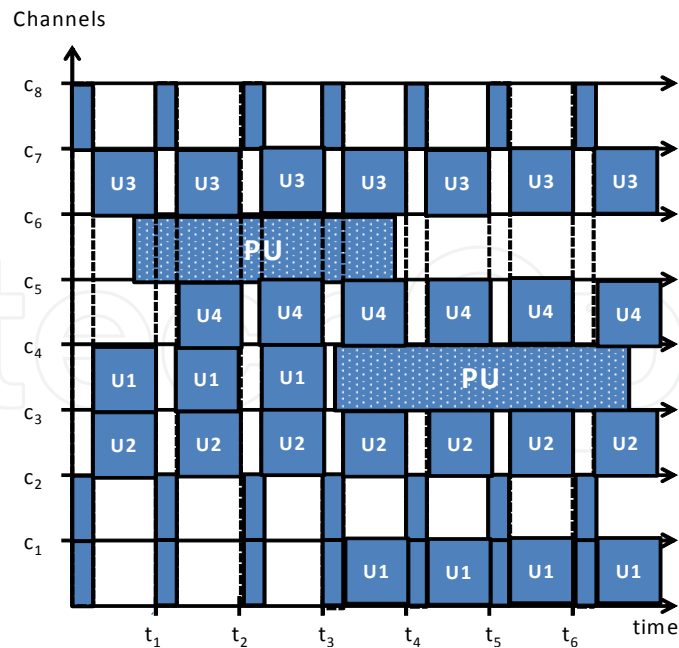 Channels
c8
c7
U3 U3 U3 U3 U3 U3 U3
c6
PU
c5
U4 U4 U4 U4 U4 U4
c4
U1 U1 U1 PU
c3
U2 U2 U2 U2 U2 U2 U2
c2
c1
U1 U1 U1 U1
t1 t2 t3 t4 t5 t6 time